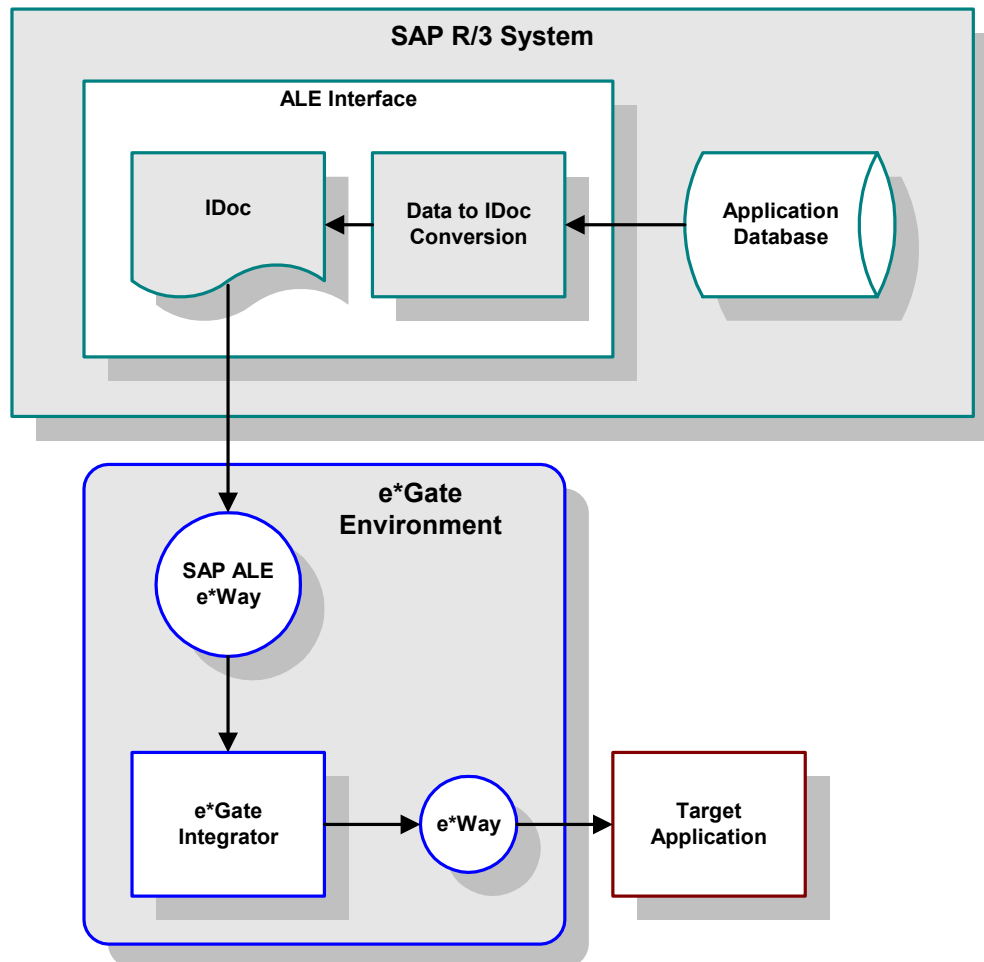 SAP R/3 System
ALE Interface
IDoc
Data to IDoc
Conversion
Application
Database
e*Gate
Environment
SAP ALE
e*Way
e*Gate
Integrator
e*Way
Target
Application